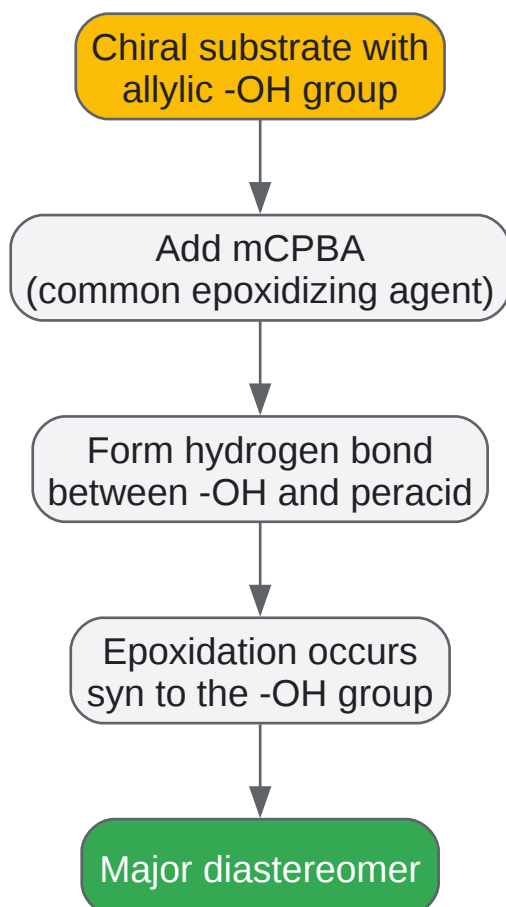 Chiral substrate with
allylic -OH group
Add mCPBA
(common epoxidizing agent)
Form hydrogen bond
between -OH and peracid
Epoxidation occurs
syn to the -OH group
Major diastereomer